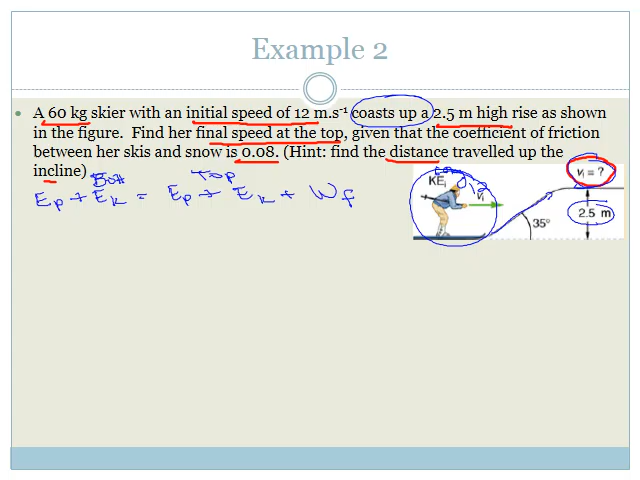 Example 2
• A 60 kg skier with an initial speed of 12 m.s⁻¹ coasts up a 2.5 m high rise as shown
in the figure. Find her final speed at the top, given that the coefficient of friction
between her skis and snow is 0.08. (Hint: find the distance travelled up the
incline)
Bot Top
Ep + Ek = Ep + Ek + Wf
KEi
vi
35°
vf = ?
2.5 m